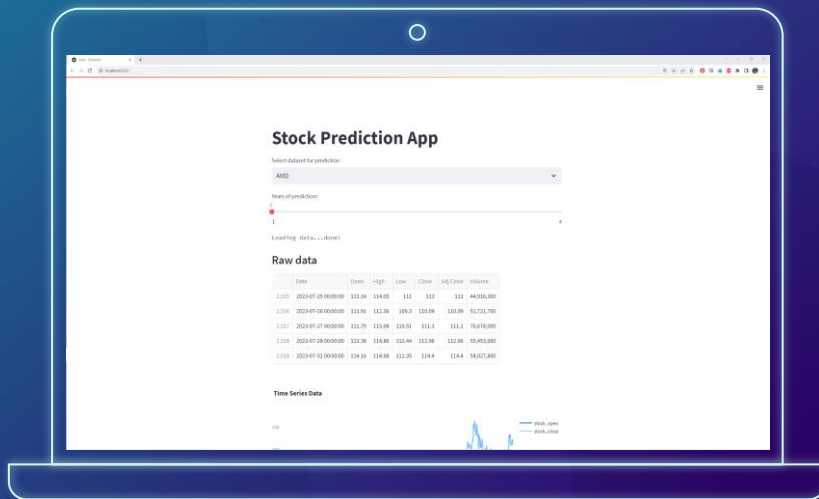 localhost
Stock Prediction App
Select dataset for prediction
AMD
Years of prediction:
1
1 4
Loading data...done!
Raw data
Date Open High Low Close Adj Close Volume
2023-07-25 00:00:00 113.14 114.05 111 113 113
2023-07-26 00:00:00 111.91 112.36 109.3 110.09 110.09 51,721,700
2023-07-27 00:00:00 113.79 115.08 110.51 111.1 111.1
2023-07-28 00:00:00 113.38 114.86 112.44 112.96 112.96
2023-07-31 00:00:00 114.16 114.68 112.35 114.4 114.4
Time Series Data
stock_open
stock_close